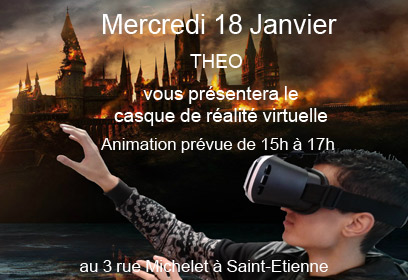 Mercredi 18 Janvier
THEO
vous présentera le
casque de réalité virtuelle
Animation prévue de 15h à 17h
au 3 rue Michelet à Saint-Etienne